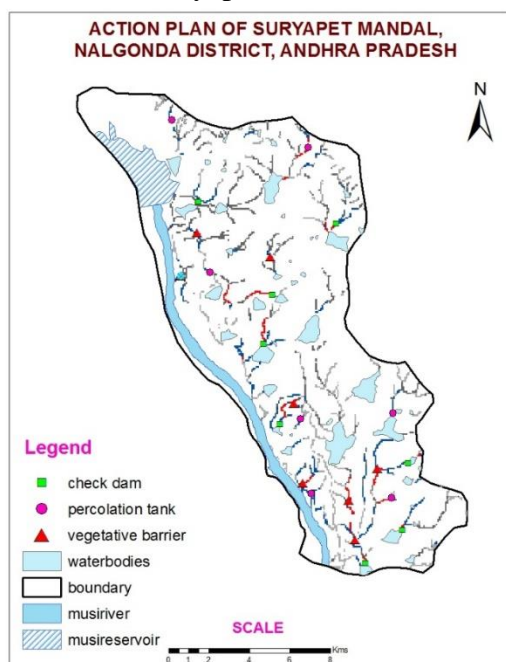 ACTION PLAN OF SURYAPET MANDAL,
NALGONDA DISTRICT, ANDHRA PRADESH
N
Legend
check dam
percolation tank
vegetative barrier
waterbodies
boundary
musiriver
musireservoir
SCALE
0 1 2 4 6 8 Kms